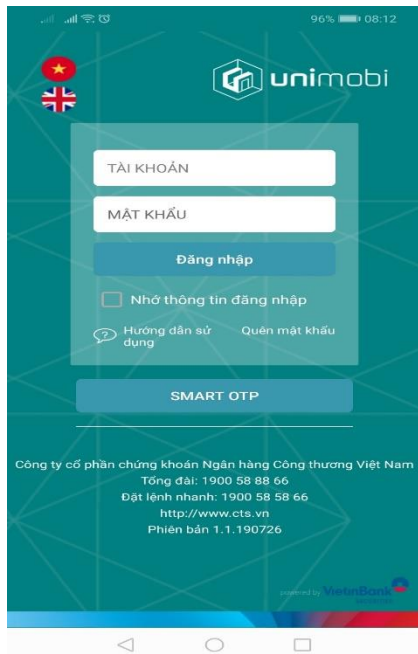 96% 08:12
unimobi
TÀI KHOẢN
MẬT KHẨU
Đăng nhập
Nhớ thông tin đăng nhập
Hướng dẫn sử Quên mật khẩu
dụng
SMART OTP
Công ty cổ phần chứng khoán Ngân hàng Công thương Việt Nam
Tổng đài: 1900 58 88 66
Đặt lệnh nhanh: 1900 58 58 66
http://www.cts.vn
Phiên bản 1.1.190726
powered by VietinBank